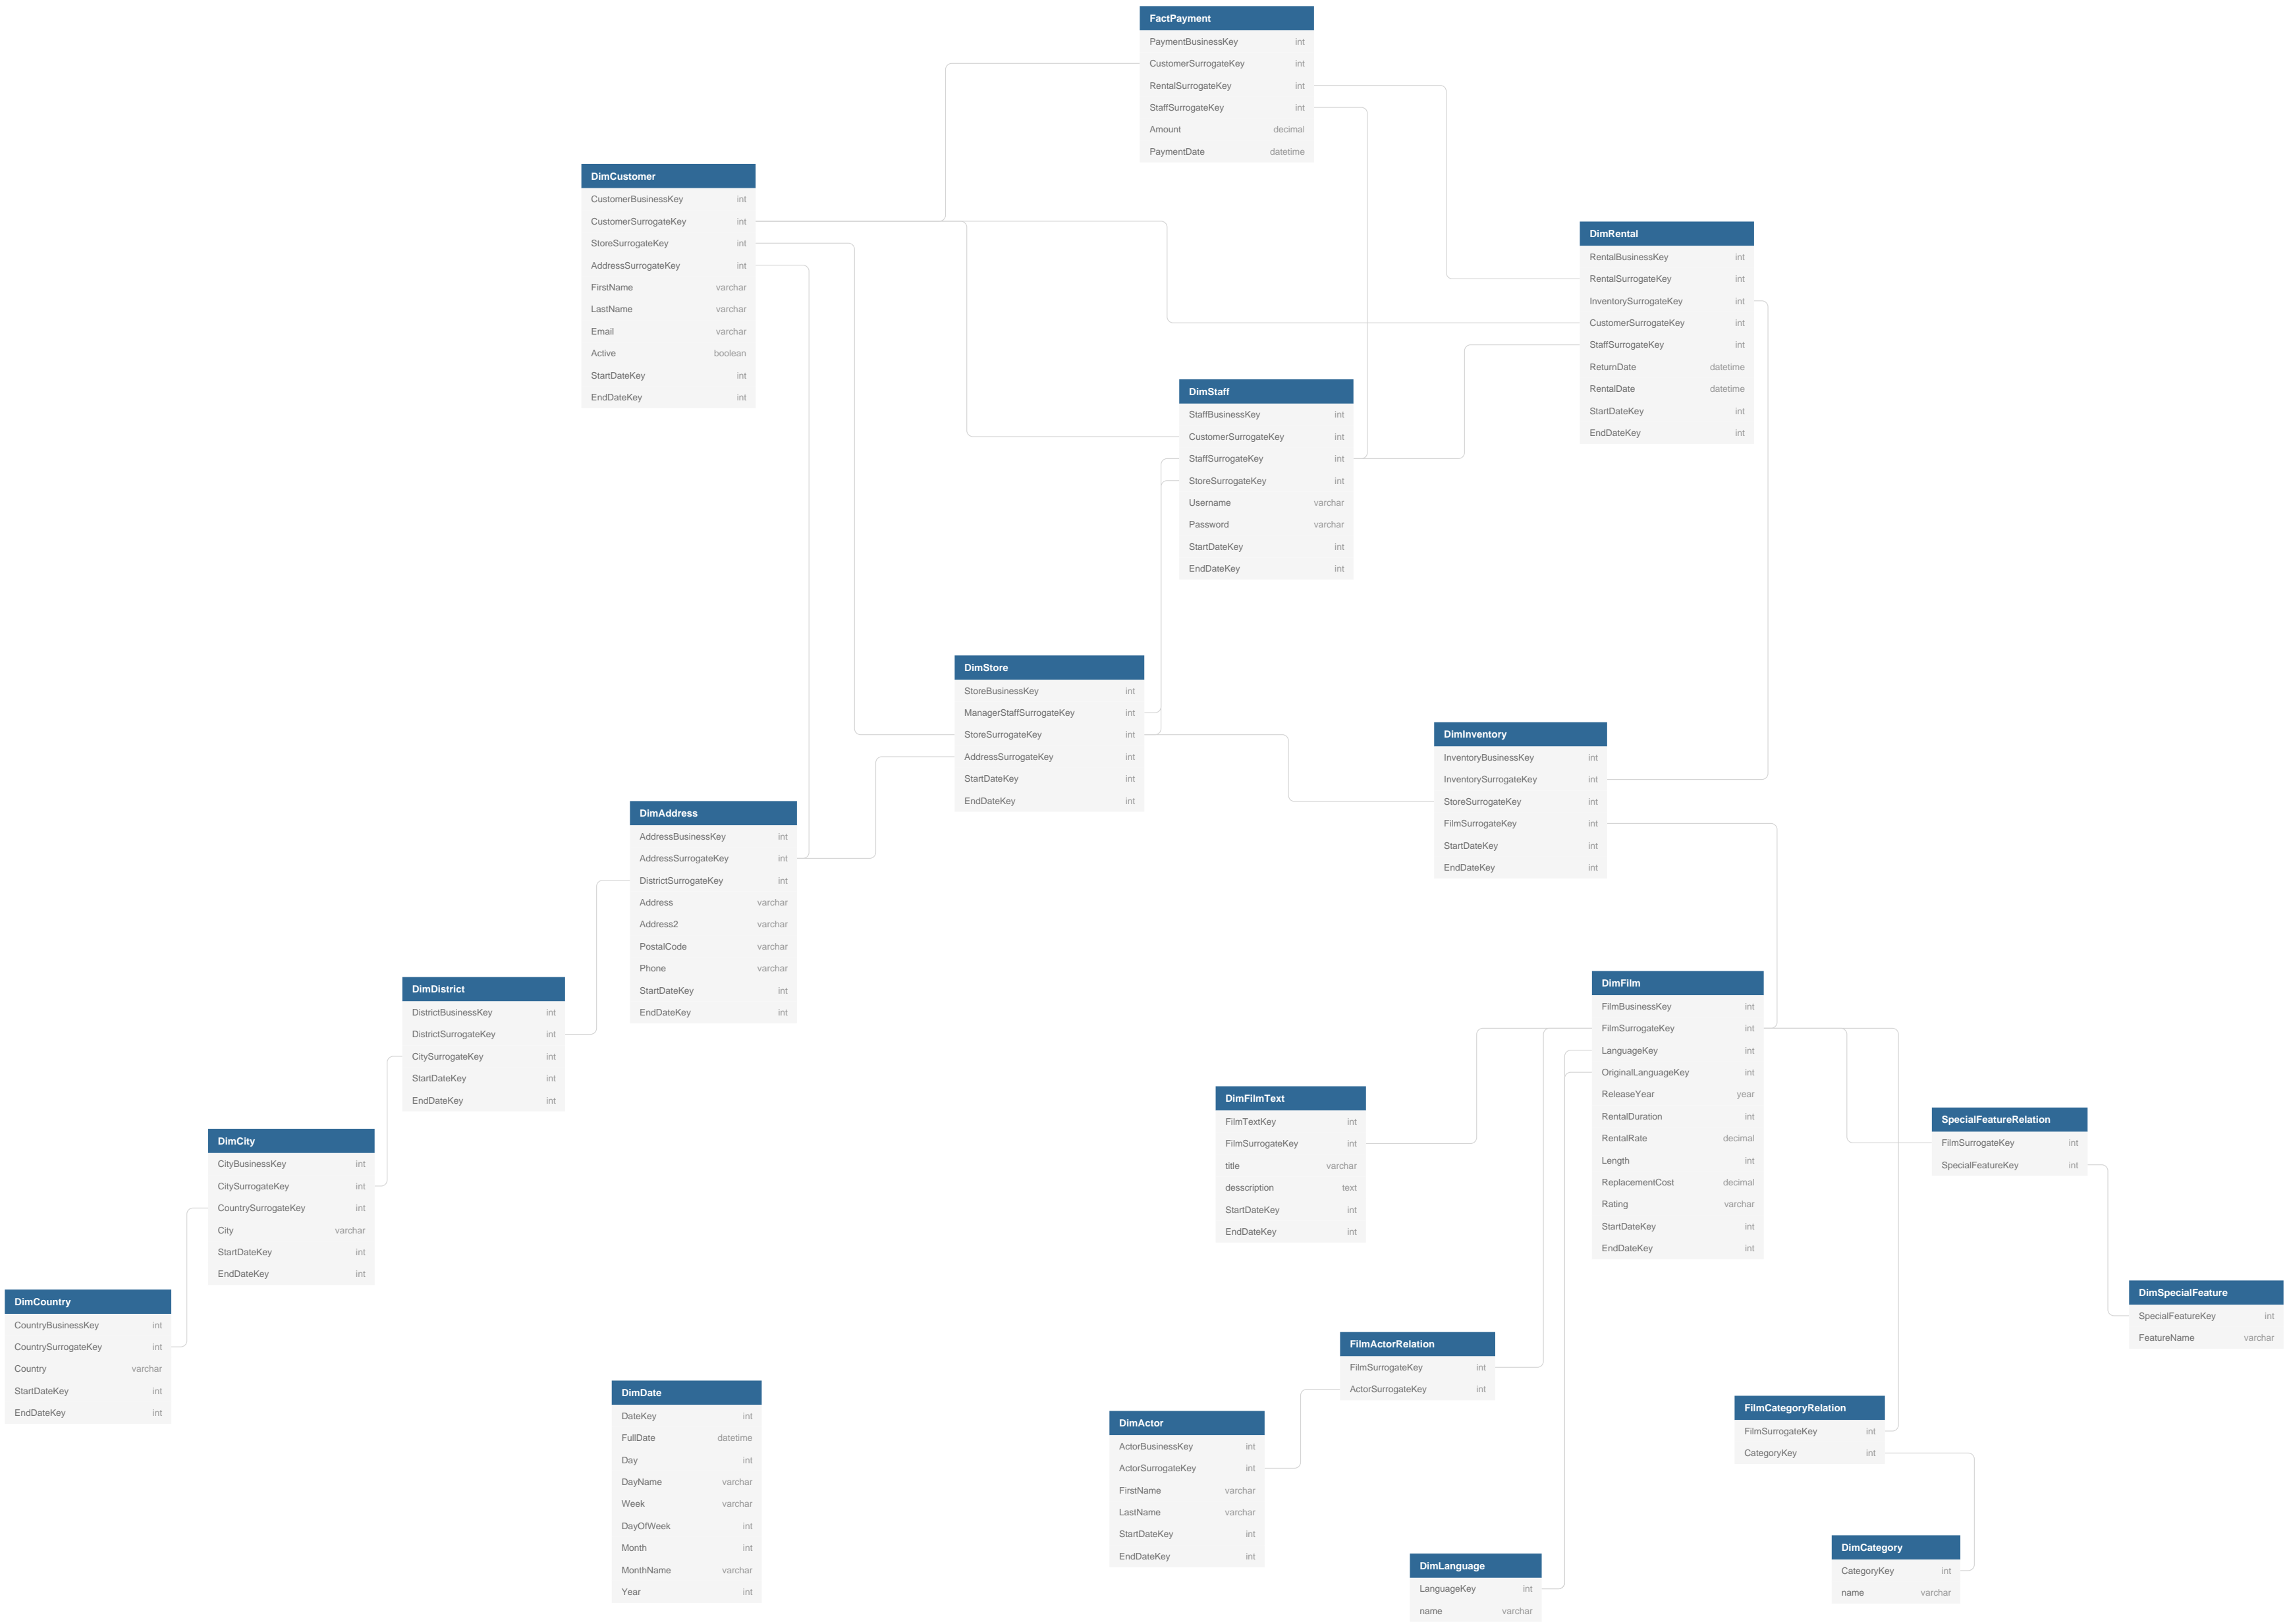 FactPayment
PaymentBusinessKey int
CustomerSurrogateKey int
RentalSurrogateKey int
StaffSurrogateKey int
Amount decimal
PaymentDate datetime
DimCustomer
CustomerBusinessKey int
CustomerSurrogateKey int
StoreSurrogateKey int
AddressSurrogateKey int
FirstName varchar
LastName varchar
Email varchar
Active boolean
StartDateKey int
EndDateKey int
DimRental
RentalBusinessKey int
RentalSurrogateKey int
InventorySurrogateKey int
CustomerSurrogateKey int
StaffSurrogateKey int
ReturnDate datetime
RentalDate datetime
StartDateKey int
EndDateKey int
DimStaff
StaffBusinessKey int
CustomerSurrogateKey int
StaffSurrogateKey int
StoreSurrogateKey int
Username varchar
Password varchar
StartDateKey int
EndDateKey int
DimStore
StoreBusinessKey int
ManagerStaffSurrogateKey int
StoreSurrogateKey int
AddressSurrogateKey int
StartDateKey int
EndDateKey int
DimInventory
InventoryBusinessKey int
InventorySurrogateKey int
StoreSurrogateKey int
FilmSurrogateKey int
StartDateKey int
EndDateKey int
DimAddress
AddressBusinessKey int
AddressSurrogateKey int
DistrictSurrogateKey int
Address varchar
Address2 varchar
PostalCode varchar
Phone varchar
StartDateKey int
EndDateKey int
DimDistrict
DistrictBusinessKey int
DistrictSurrogateKey int
CitySurrogateKey int
StartDateKey int
EndDateKey int
DimFilm
FilmBusinessKey int
FilmSurrogateKey int
LanguageKey int
OriginalLanguageKey int
ReleaseYear year
RentalDuration int
RentalRate decimal
Length int
ReplacementCost decimal
Rating varchar
StartDateKey int
EndDateKey int
DimFilmText
FilmTextKey int
FilmSurrogateKey int
title varchar
desscription text
StartDateKey int
EndDateKey int
SpecialFeatureRelation
FilmSurrogateKey int
SpecialFeatureKey int
DimCity
CityBusinessKey int
CitySurrogateKey int
CountrySurrogateKey int
City varchar
StartDateKey int
EndDateKey int
DimSpecialFeature
SpecialFeatureKey int
FeatureName varchar
DimCountry
CountryBusinessKey int
CountrySurrogateKey int
Country varchar
StartDateKey int
EndDateKey int
FilmActorRelation
FilmSurrogateKey int
ActorSurrogateKey int
DimDate
DateKey int
FullDate datetime
Day int
DayName varchar
Week varchar
DayOfWeek int
Month int
MonthName varchar
Year int
FilmCategoryRelation
FilmSurrogateKey int
CategoryKey int
DimActor
ActorBusinessKey int
ActorSurrogateKey int
FirstName varchar
LastName varchar
StartDateKey int
EndDateKey int
DimCategory
CategoryKey int
name varchar
DimLanguage
LanguageKey int
name varchar